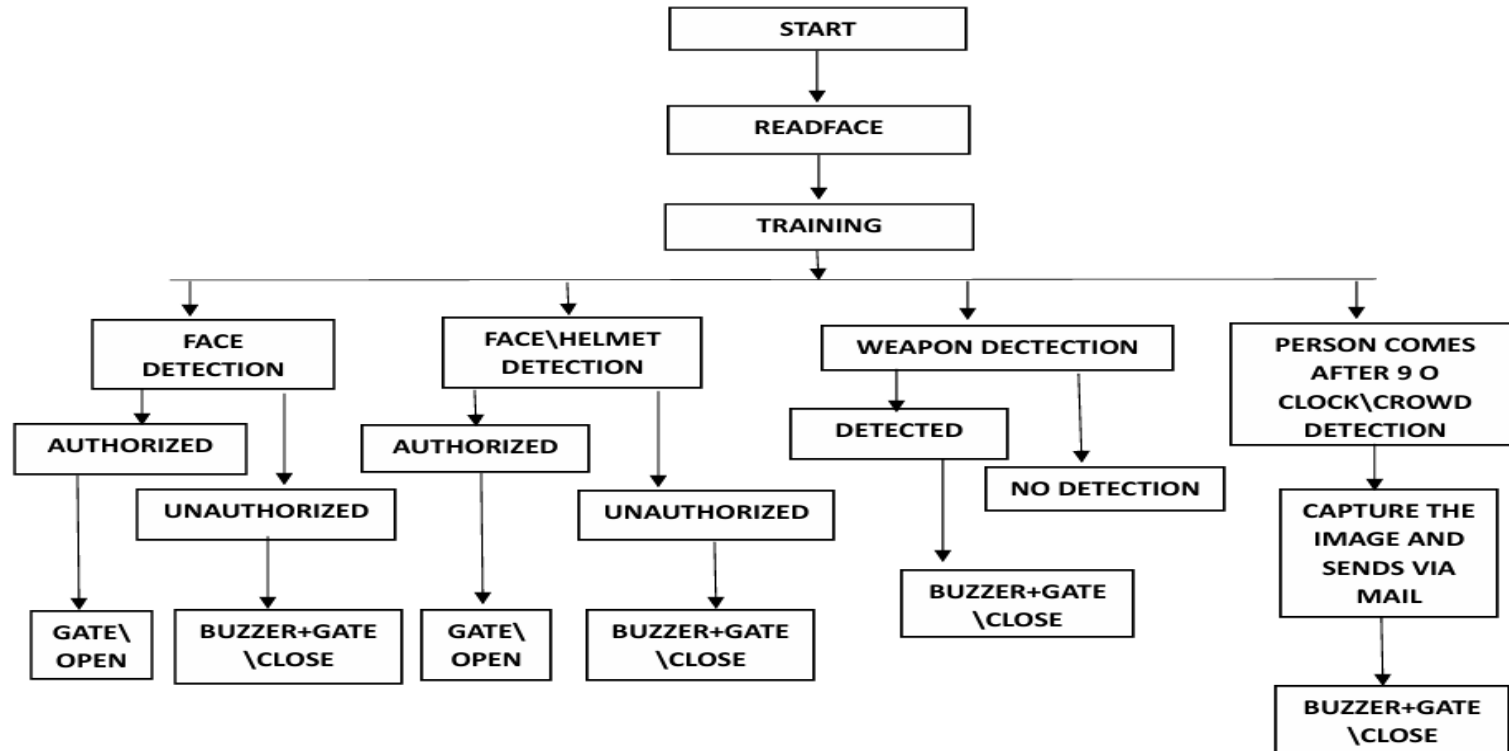 START
READFACE
TRAINING
FACE
DETECTION
FACE\HELMET
DETECTION
WEAPON DECTECTION
PERSON COMES
AFTER 9 O
CLOCK\CROWD
DETECTION
AUTHORIZED
AUTHORIZED
DETECTED
UNAUTHORIZED
UNAUTHORIZED
NO DETECTION
CAPTURE THE
IMAGE AND
SENDS VIA
MAIL
GATE\
OPEN
BUZZER+GATE
\CLOSE
GATE\
OPEN
BUZZER+GATE
\CLOSE
BUZZER+GATE
\CLOSE
BUZZER+GATE
\CLOSE